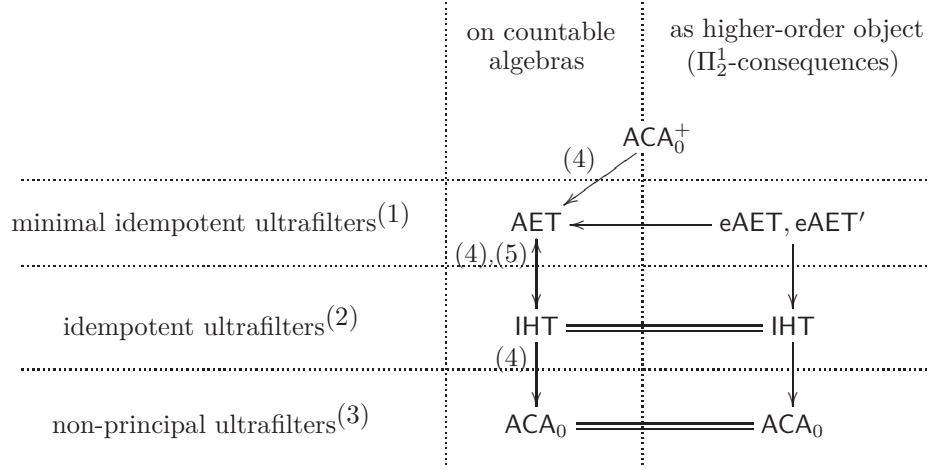 on countable algebras
as higher-order object
(Π¹₂-consequences)
ACA₀⁺
(4)
minimal idempotent ultrafilters(1)
AET
eAET, eAET′
(4),(5)
idempotent ultrafilters(2)
IHT
IHT
(4)
non-principal ultrafilters(3)
ACA₀
ACA₀